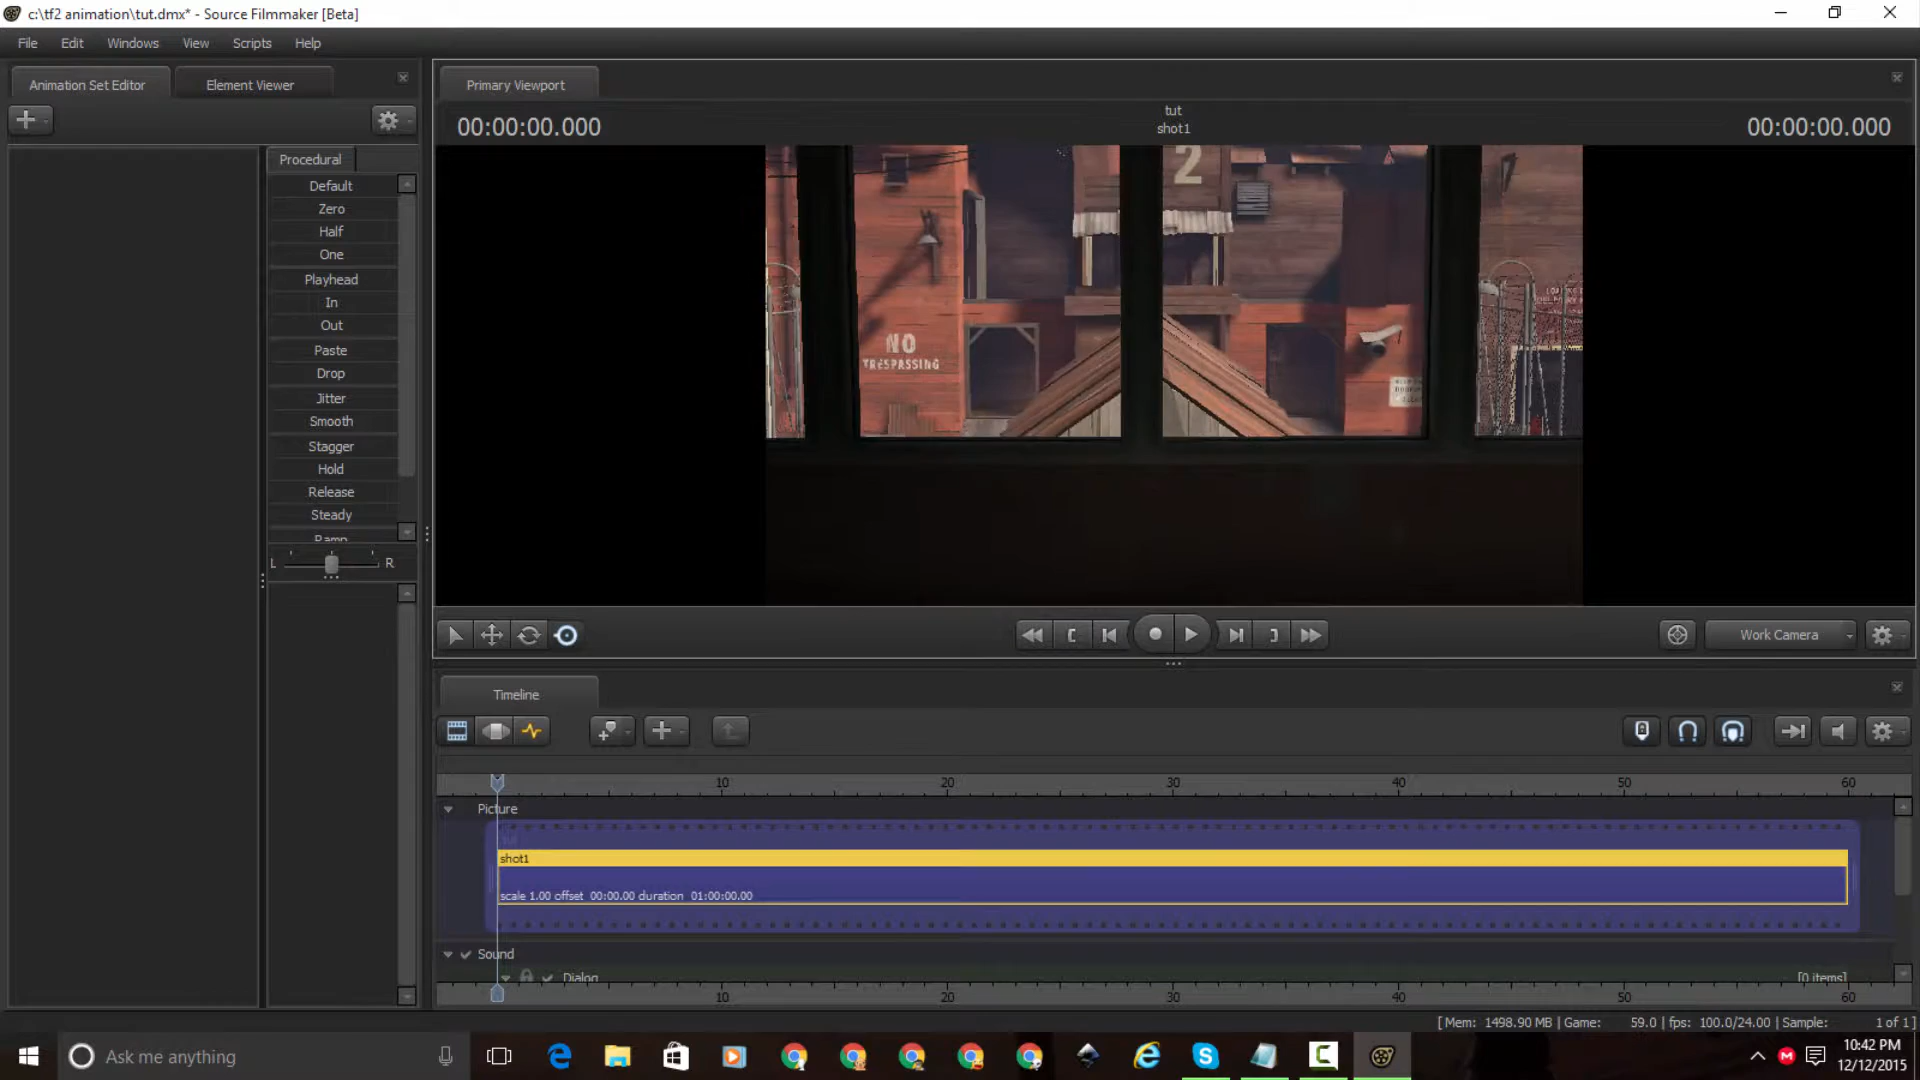 c:\tf2 animation\tut.dmx* - Source Filmmaker [Beta]
File Edit Windows View Scripts Help
Animation Set Editor Element Viewer
Primary Viewport
00:00:00.000 tut 00:00:00.000
shot1
Procedural
Default
Zero
Half
One
Playhead
In
Out
Paste
Drop
Jitter
Smooth
Stagger
Hold
Release
Steady
Ramp
L R
2
NO
TRESPASSING
Work Camera
Timeline
10 20 30 40 50 60
Picture
shot1
scale 1.00 offset 00:00.00 duration 01:00:00.00
Sound
Dialog [0 items]
10 20 30 40 50 60
[ Mem: 1498.90 MB | Game: 59.0 | fps: 100.0/24.00 | Sample: 1 of 1 ]
Ask me anything
10:42 PM
12/12/2015